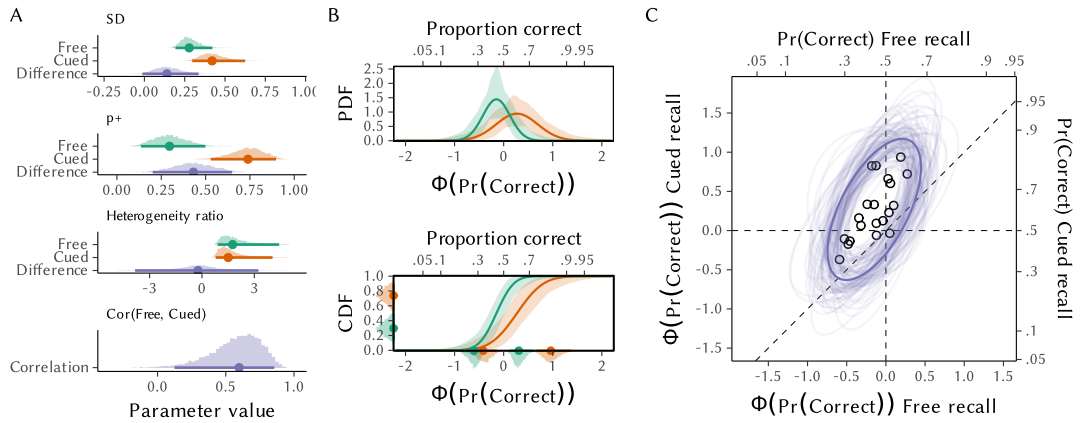 A
SD
Free
Cued
Difference
-0.25 0.00 0.25 0.50 0.75 1.00
p+
Free
Cued
Difference
0.00 0.25 0.50 0.75 1.00
Heterogeneity ratio
Free
Cued
Difference
-3 0 3
Cor(Free, Cued)
Correlation
0.0 0.5 1.0
Parameter value
B
Proportion correct
.05 .1 .3 .5 .7 .9 .95
PDF
2.5
2.0
1.5
1.0
0.5
0.0
-2 -1 0 1 2
Φ(Pr(Correct))
Proportion correct
.05 .1 .3 .5 .7 .9 .95
CDF
1.0
0.8
0.6
0.4
0.2
0.0
-2 -1 0 1 2
Φ(Pr(Correct))
C
Pr(Correct) Free recall
.05 .1 .3 .5 .7 .9 .95
Φ(Pr(Correct)) Cued recall
1.5
1.0
0.5
0.0
-0.5
-1.0
-1.5
.95
.9
.7
.5
.3
.1
.05
Pr(Correct) Cued recall
-1.5 -1.0 -0.5 0.0 0.5 1.0 1.5
Φ(Pr(Correct)) Free recall